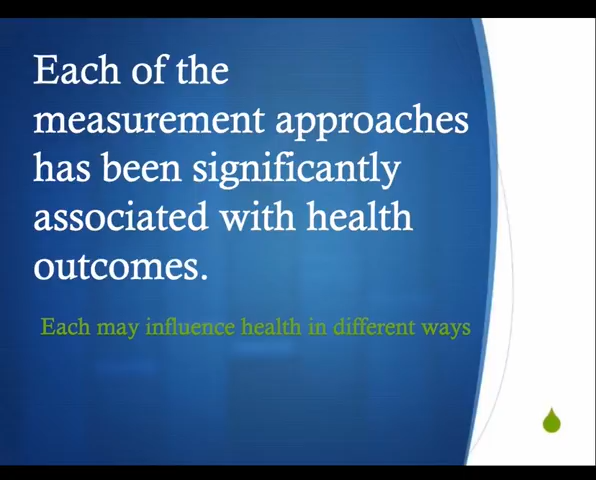 Each of the
measurement approaches
has been significantly
associated with health
outcomes.
Each may influence health in different ways